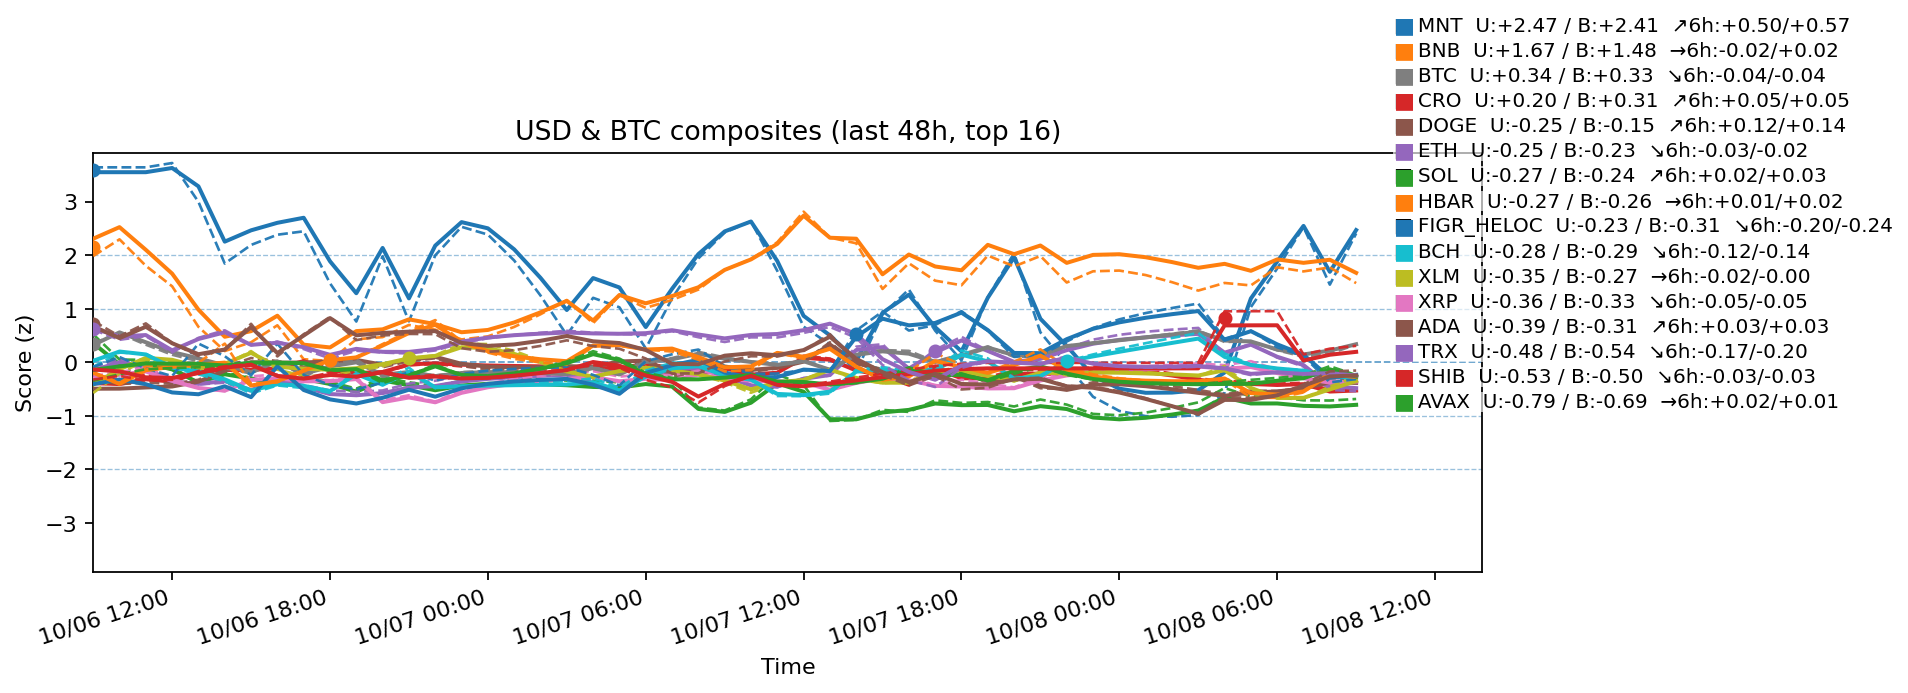 MNT  U:+2.47 / B:+2.41  ↗6h:+0.50/+0.57
BNB  U:+1.67 / B:+1.48  →6h:-0.02/+0.02
BTC  U:+0.34 / B:+0.33  ↘6h:-0.04/-0.04
CRO  U:+0.20 / B:+0.31  ↗6h:+0.05/+0.05
DOGE  U:-0.25 / B:-0.15  ↗6h:+0.12/+0.14
ETH  U:-0.25 / B:-0.23  ↘6h:-0.03/-0.02
SOL  U:-0.27 / B:-0.24  ↗6h:+0.02/+0.03
HBAR  U:-0.27 / B:-0.26  →6h:+0.01/+0.02
FIGR_HELOC  U:-0.23 / B:-0.31  ↘6h:-0.20/-0.24
BCH  U:-0.28 / B:-0.29  ↘6h:-0.12/-0.14
XLM  U:-0.35 / B:-0.27  →6h:-0.02/-0.00
XRP  U:-0.36 / B:-0.33  ↘6h:-0.05/-0.05
ADA  U:-0.39 / B:-0.31  ↗6h:+0.03/+0.03
TRX  U:-0.48 / B:-0.54  ↘6h:-0.17/-0.20
SHIB  U:-0.53 / B:-0.50  ↘6h:-0.03/-0.03
AVAX  U:-0.79 / B:-0.69  →6h:+0.02/+0.01
USD & BTC composites (last 48h, top 16)
Score (z)
3
2
1
0
−1
−2
−3
10/06 12:00
10/06 18:00
10/07 00:00
10/07 06:00
10/07 12:00
10/07 18:00
10/08 00:00
10/08 06:00
10/08 12:00
Time